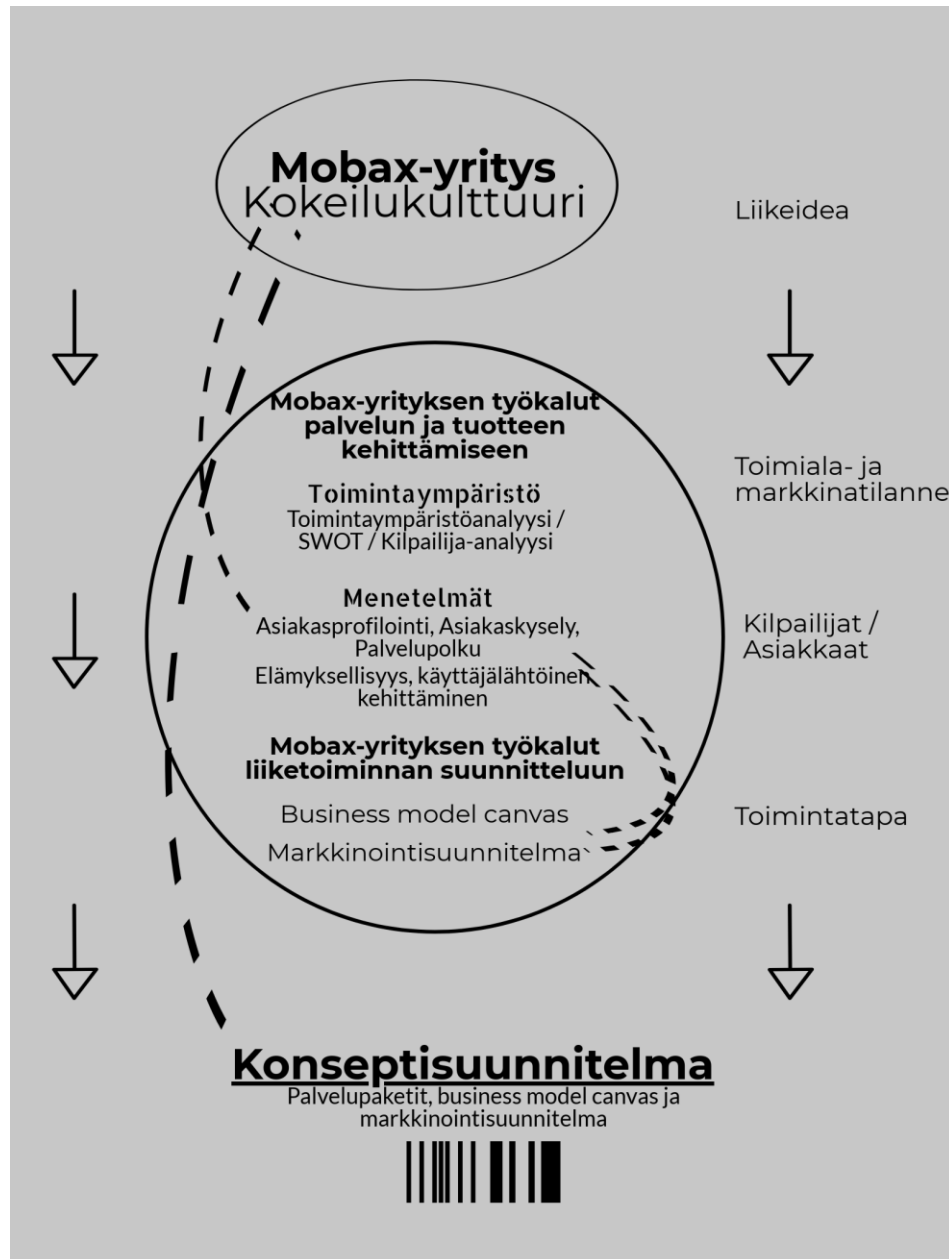 Mobax-yritys
Kokeilukulttuuri
Liikeidea
Mobax-yrityksen työkalut
palvelun ja tuotteen
kehittämiseen
Toimiala- ja
markkinatilanne
Toimintaympäristö
Toimintaympäristöanalyysi /
SWOT / Kilpailija-analyysi
Menetelmät
Asiakasprofilointi, Asiakaskysely,
Palvelupolku
Elämyksellisyys, käyttäjälähtöinen
kehittäminen
Kilpailijat /
Asiakkaat
Mobax-yrityksen työkalut
liiketoiminnan suunnitteluun
Business model canvas
Markkinointisuunnitelma
Toimintatapa
Konseptisuunnitelma
Palvelupaketit, business model canvas ja
markkinointisuunnitelma